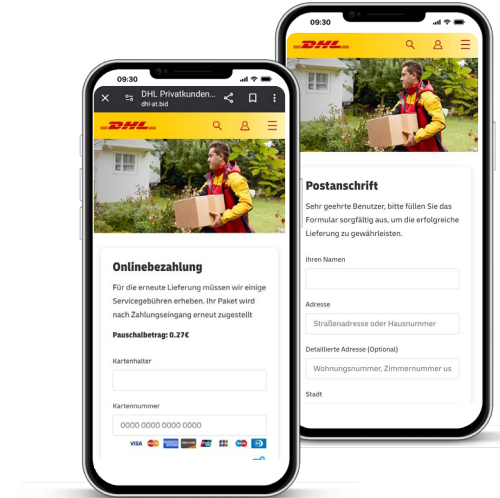 09:30
DHL Privatkunden...
dhl-at.bid
DHL
Onlinebezahlung
Für die erneute Lieferung müssen wir einige
Servicegebühren erheben. Ihr Paket wird
nach Zahlungseingang erneut zugestellt
Pauschalbetrag: 0.27€
Kartenhalter
Kartennummer
0000 0000 0000 0000
VISA
09:30
DHL
Postanschrift
Sehr geehrte Benutzer, bitte füllen Sie das
Formular sorgfältig aus, um die erfolgreiche
Lieferung zu gewährleisten.
Ihren Namen
Adresse
Straßenadresse oder Hausnummer
Detaillierte Adresse (Optional)
Wohnungsnummer, Zimmernummer us
Stadt